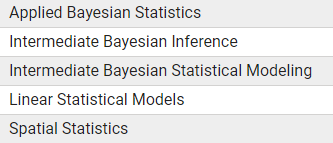 Applied Bayesian Statistics
Intermediate Bayesian Inference
Intermediate Bayesian Statistical Modeling
Linear Statistical Models
Spatial Statistics